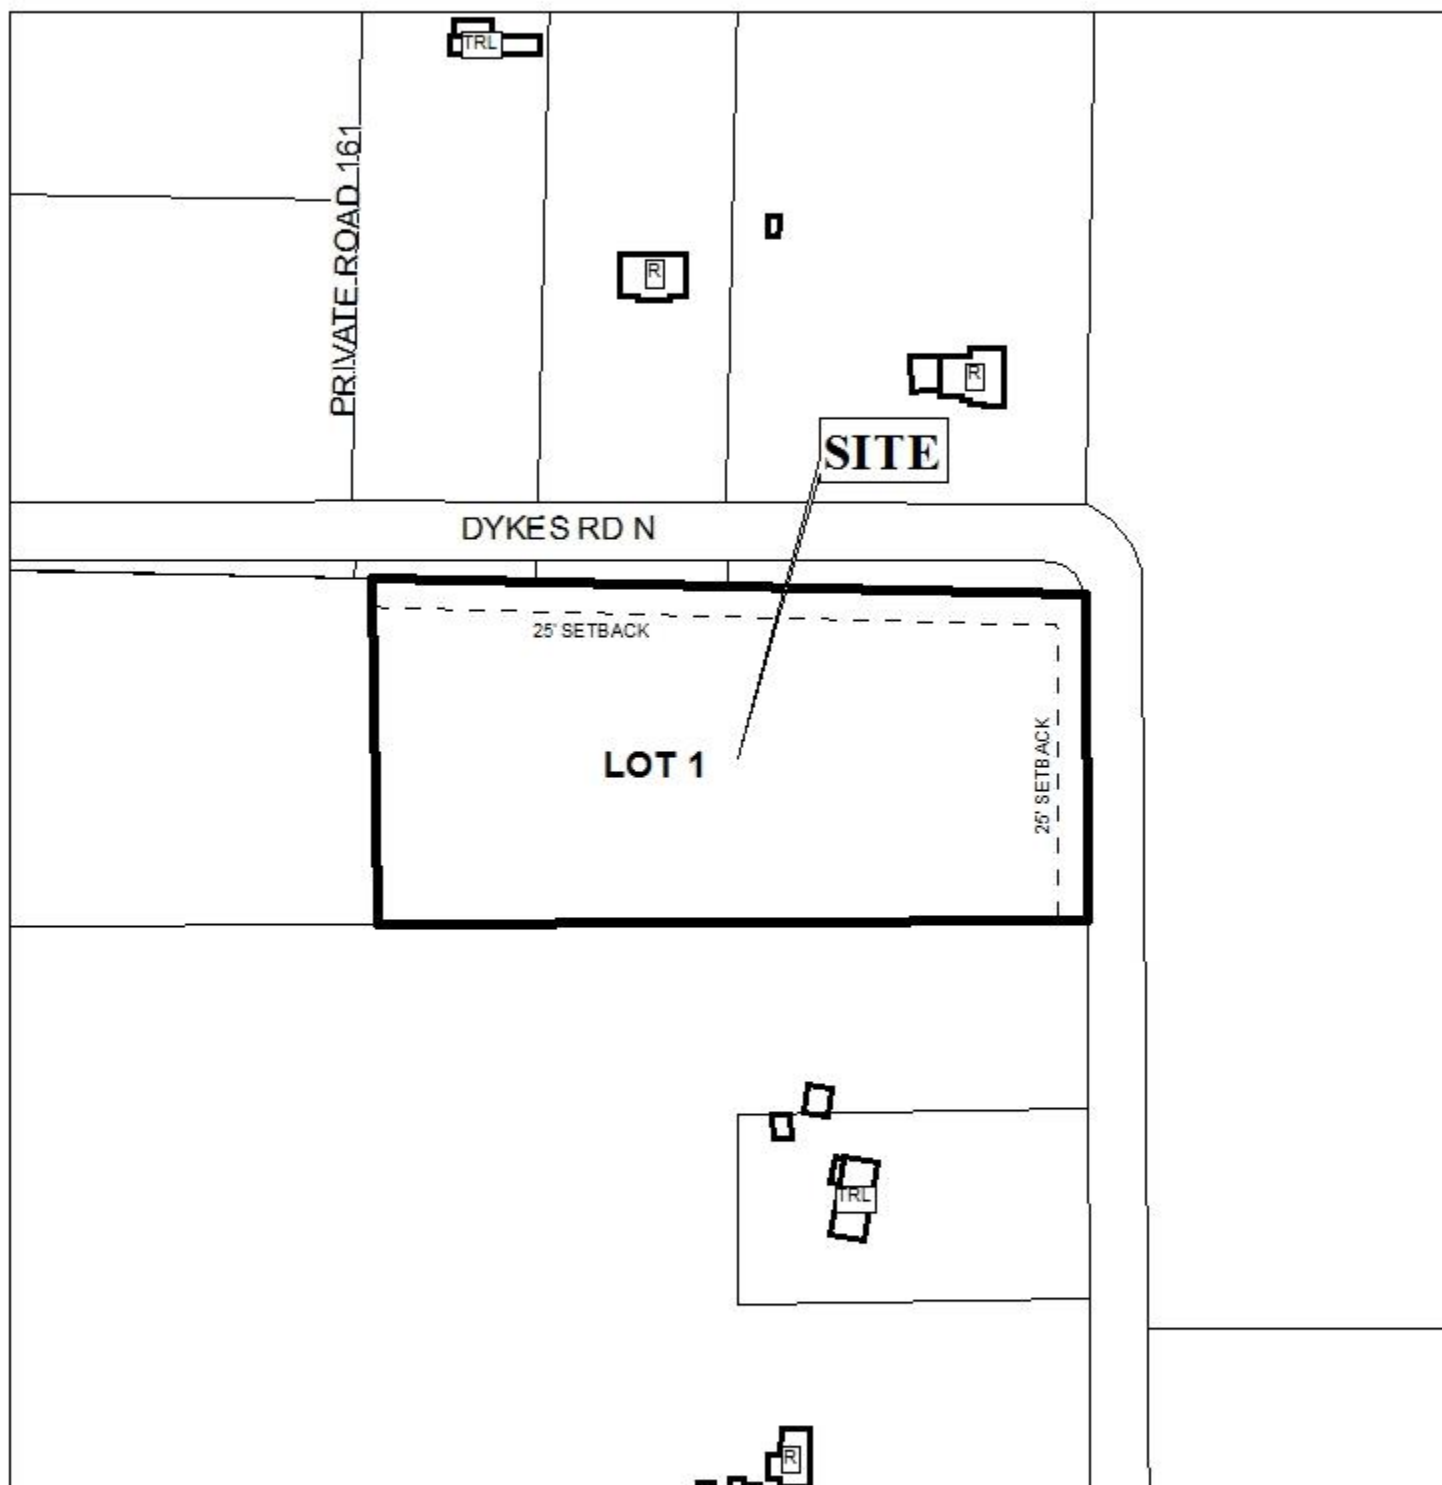 TRL
PRIVATE ROAD 161
R
R
SITE
DYKES RD N
25' SETBACK
LOT 1
25' SETBACK
TRL
R